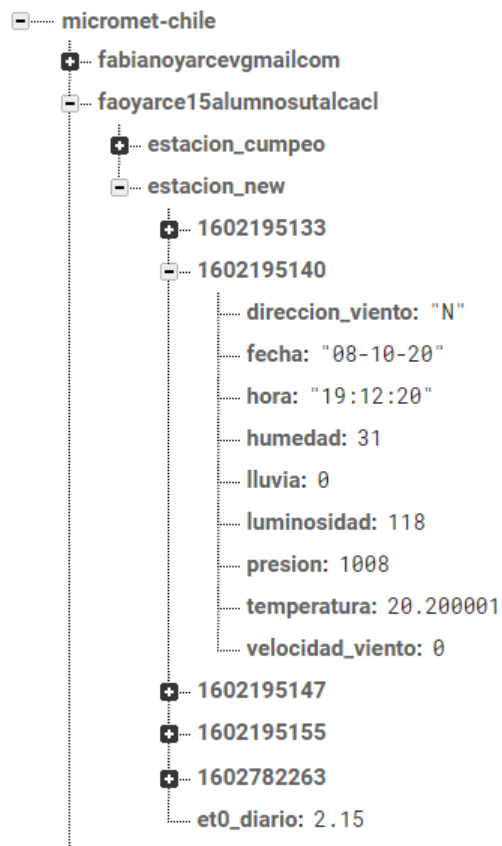 micromet-chile
fabianoyarcevgmailcom
faoyarce15alumnosutalcacl
estacion_cumpeo
estacion_new
1602195133
1602195140
direccion_viento: "N"
fecha: "08-10-20"
hora: "19:12:20"
humedad: 31
lluvia: 0
luminosidad: 118
presion: 1008
temperatura: 20.200001
velocidad_viento: 0
1602195147
1602195155
1602782263
et0_diario: 2.15